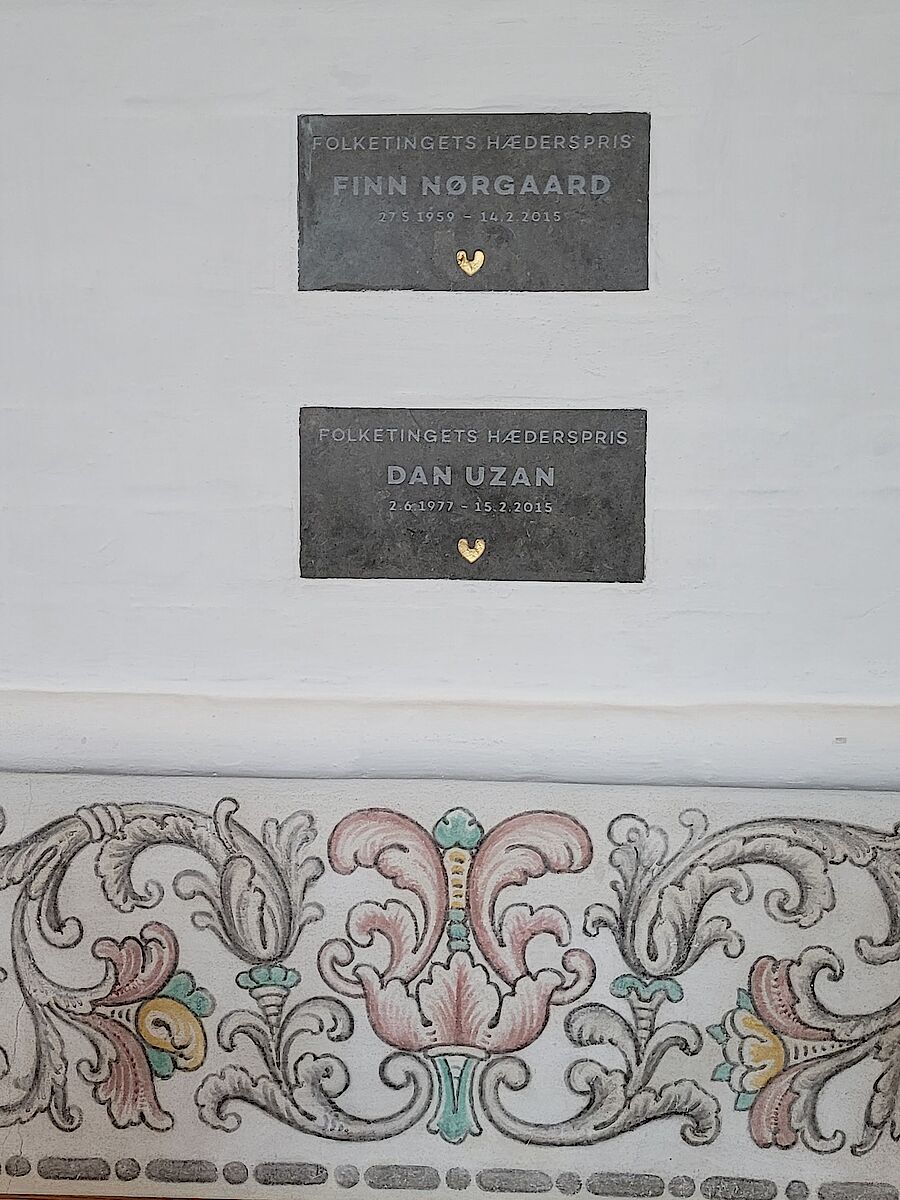 FOLKETINGETS HÆDERSPRIS
FINN NØRGAARD
27.5.1959 – 14.2.2015
FOLKETINGETS HÆDERSPRIS
DAN UZAN
2.6.1977 – 15.2.2015